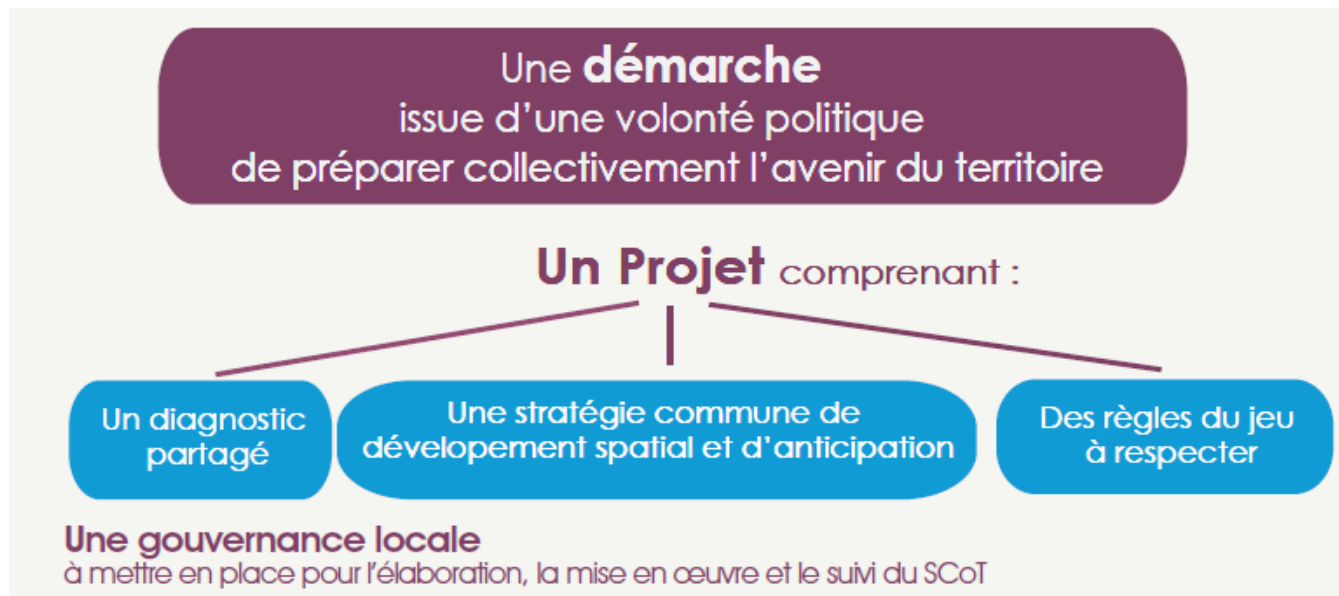 Une démarche
issue d'une volonté politique
de préparer collectivement l'avenir du territoire
Un Projet comprenant :
Un diagnostic
partagé
Une stratégie commune de
dévelopement spatial et d'anticipation
Des règles du jeu
à respecter
Une gouvernance locale
à mettre en place pour l'élaboration, la mise en œuvre et le suivi du SCoT